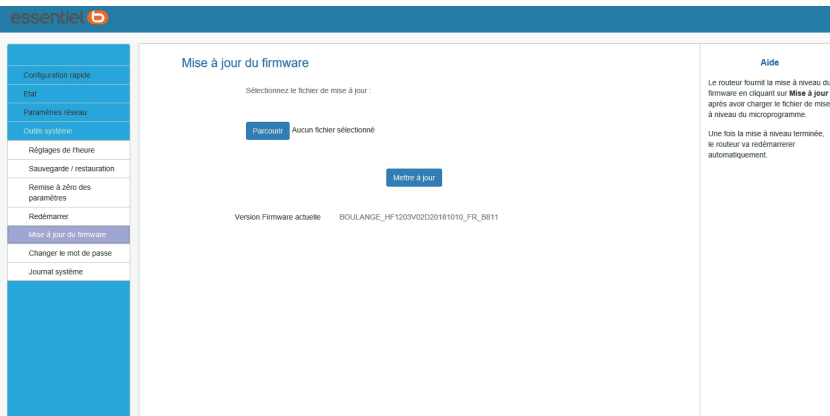 essentiel b
Configuration rapide
Etat
Paramètres réseau
Outils système
Réglages de l'heure
Sauvegarde / restauration
Remise à zéro des
paramètres
Redémarrer
Mise à jour du firmware
Changer le mot de passe
Journal système
Mise à jour du firmware
Sélectionnez le fichier de mise à jour :
Parcourir Aucun fichier sélectionné
Mettre à jour
Version Firmware actuelle BOULANGE_HF1203V02D20181010_FR_B811
Aide
Le routeur fournit la mise à niveau du
firmware en cliquant sur Mise à jour
après avoir charger le fichier de mise
à niveau du microprogramme.
Une fois la mise à niveau terminée,
le routeur va redémarrerer
automatiquement.